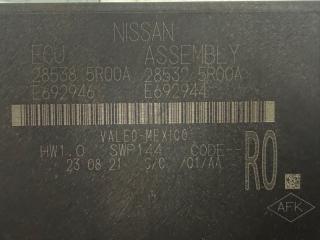 NISSAN
ECU ASSEMBLY
28538 5R00A 28532 5R00A
E692946 E692944
VALEO-MEXICO
HW1.0 SWP144 CODE-- R0.
23 08 21 S/C /01/AA
AFK